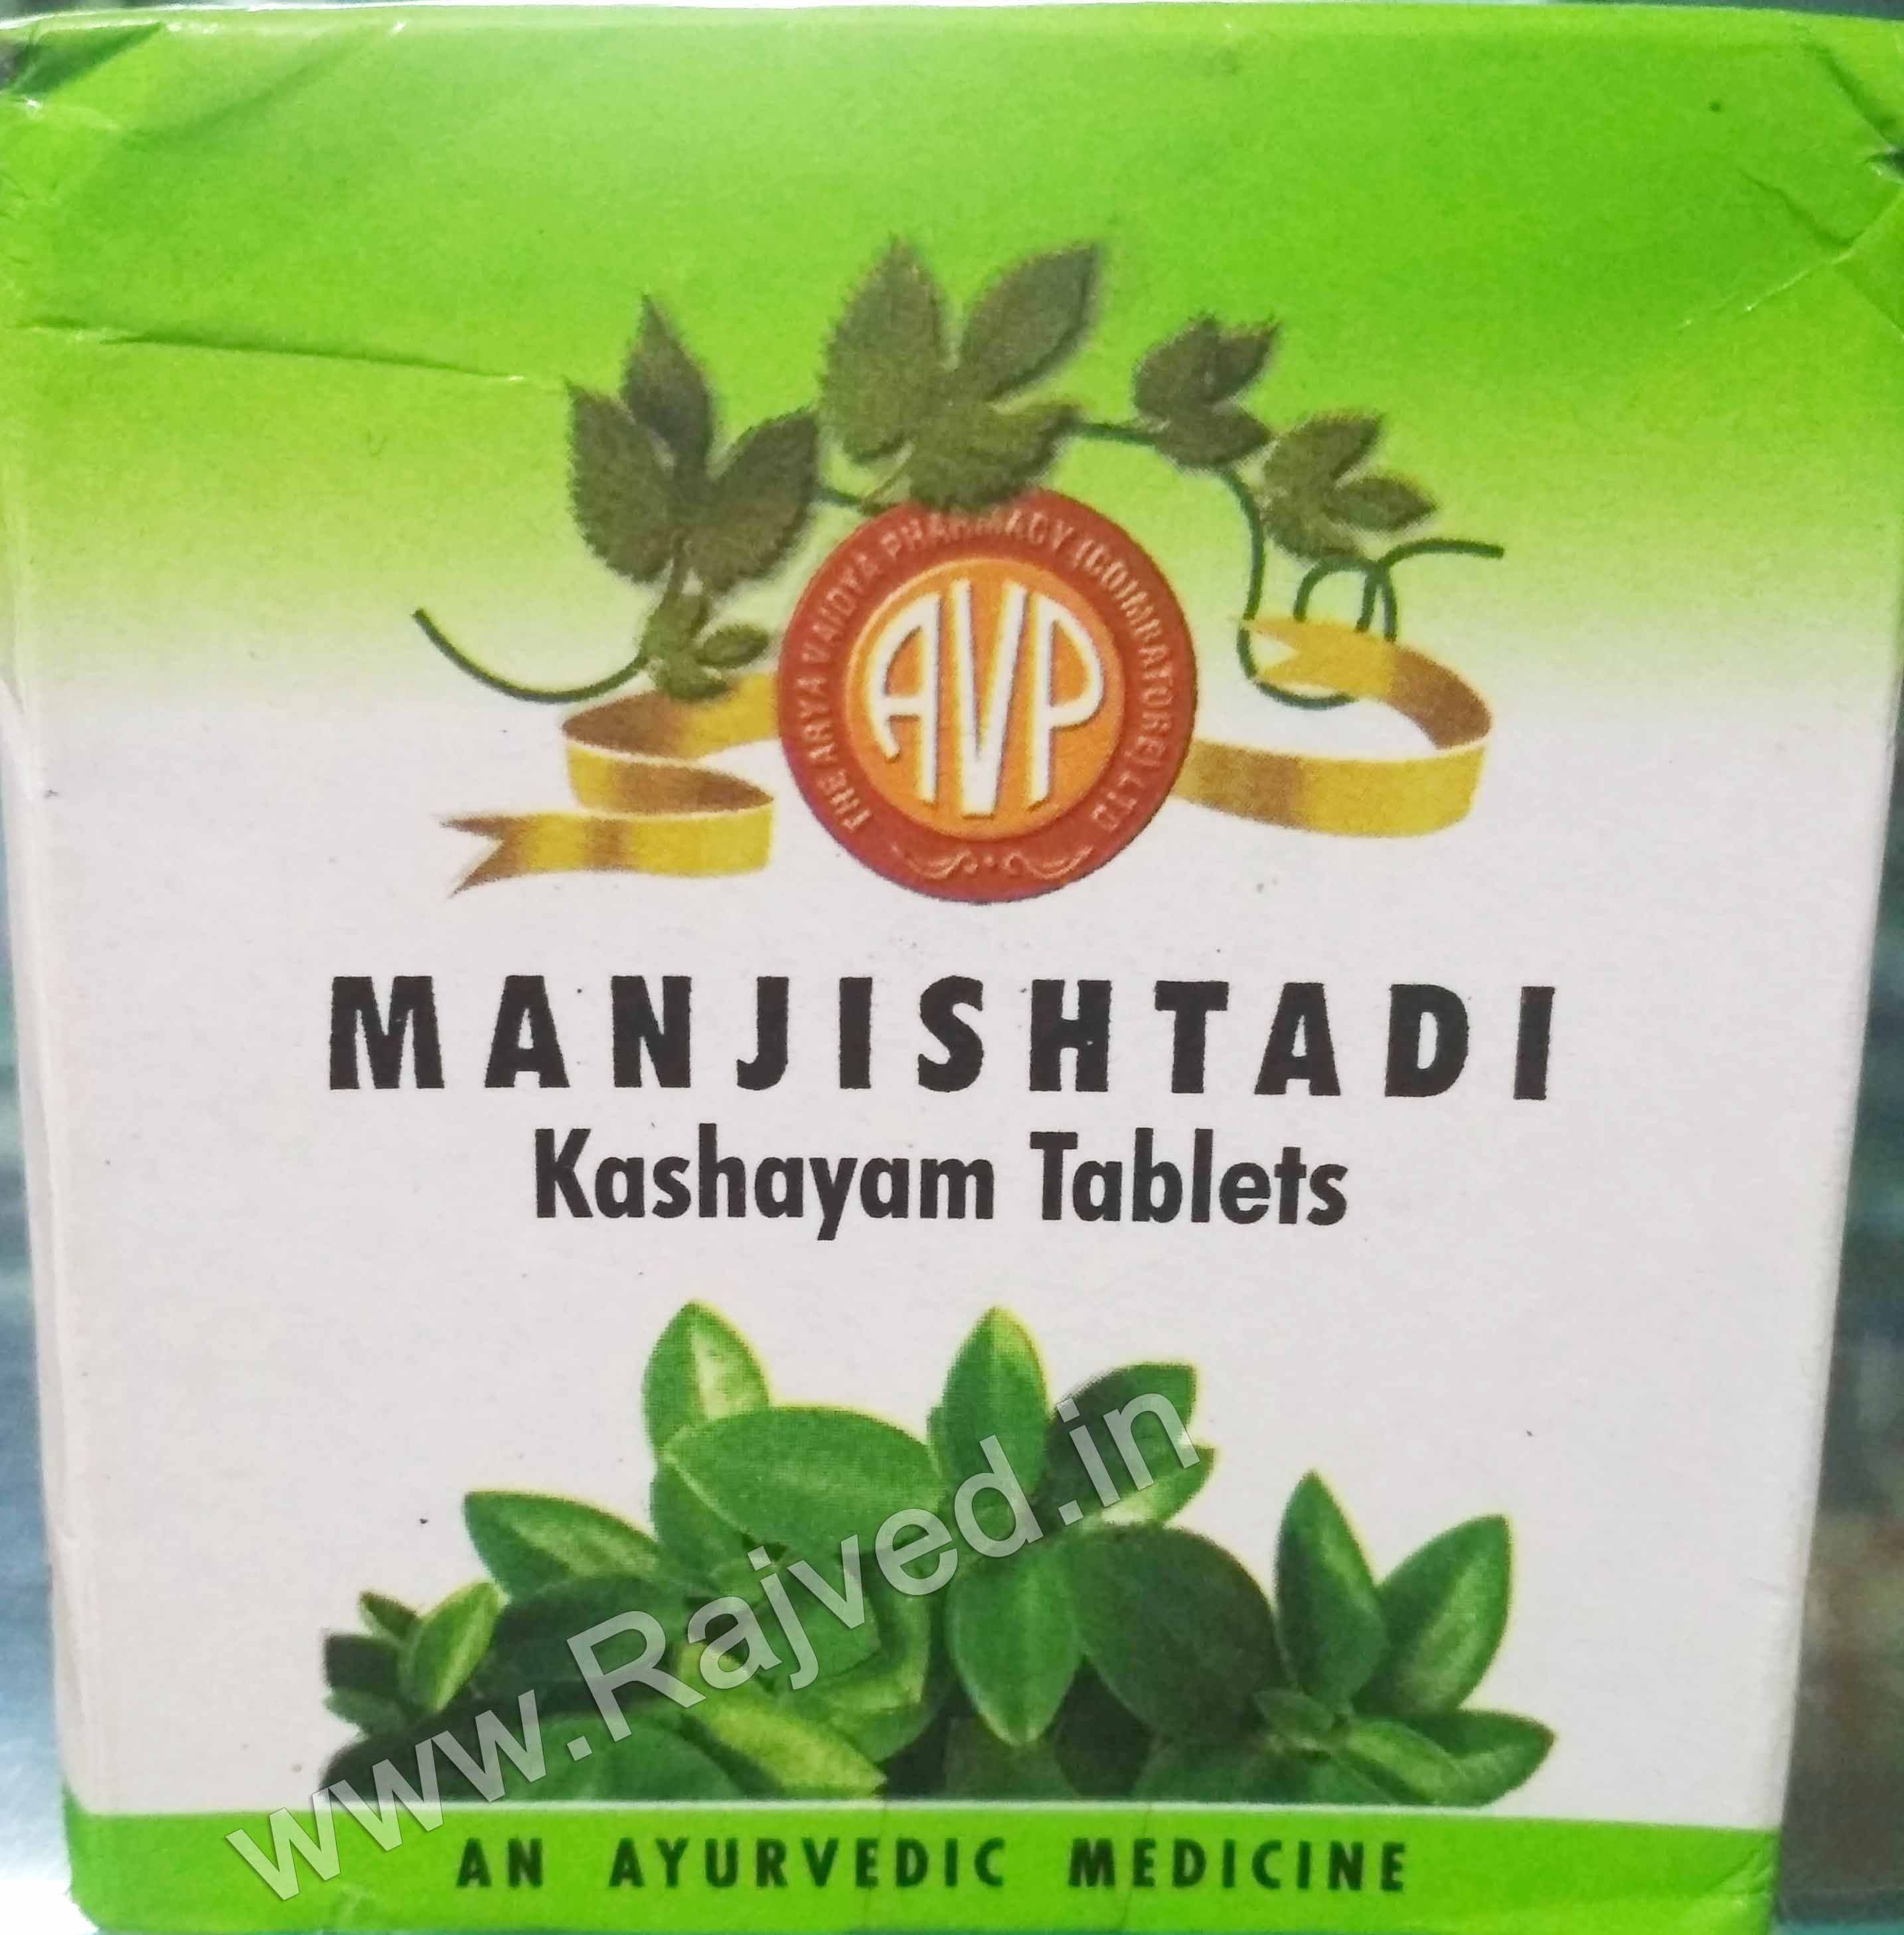 THE ARYA VAIDYA PHARMACY (COIMBATORE) LTD
AVP
MANJISHTADI
Kashayam Tablets
www.Rajved.in
AN AYURVEDIC MEDICINE